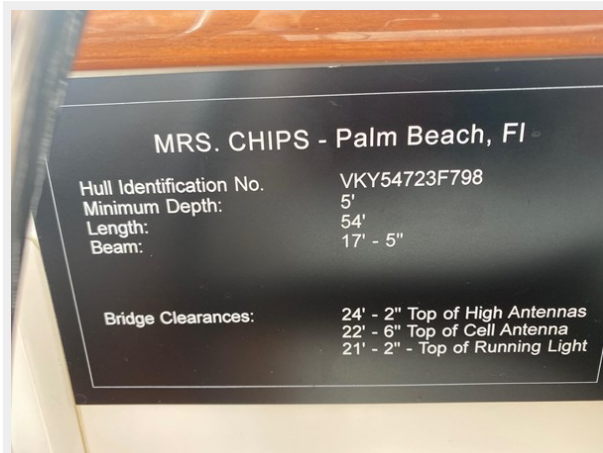 MRS. CHIPS - Palm Beach, Fl
Hull Identification No. VKY54723F798
Minimum Depth: 5'
Length: 54'
Beam: 17' - 5"
Bridge Clearances: 24' - 2" Top of High Antennas
22' - 6" Top of Cell Antenna
21' - 2" - Top of Running Light